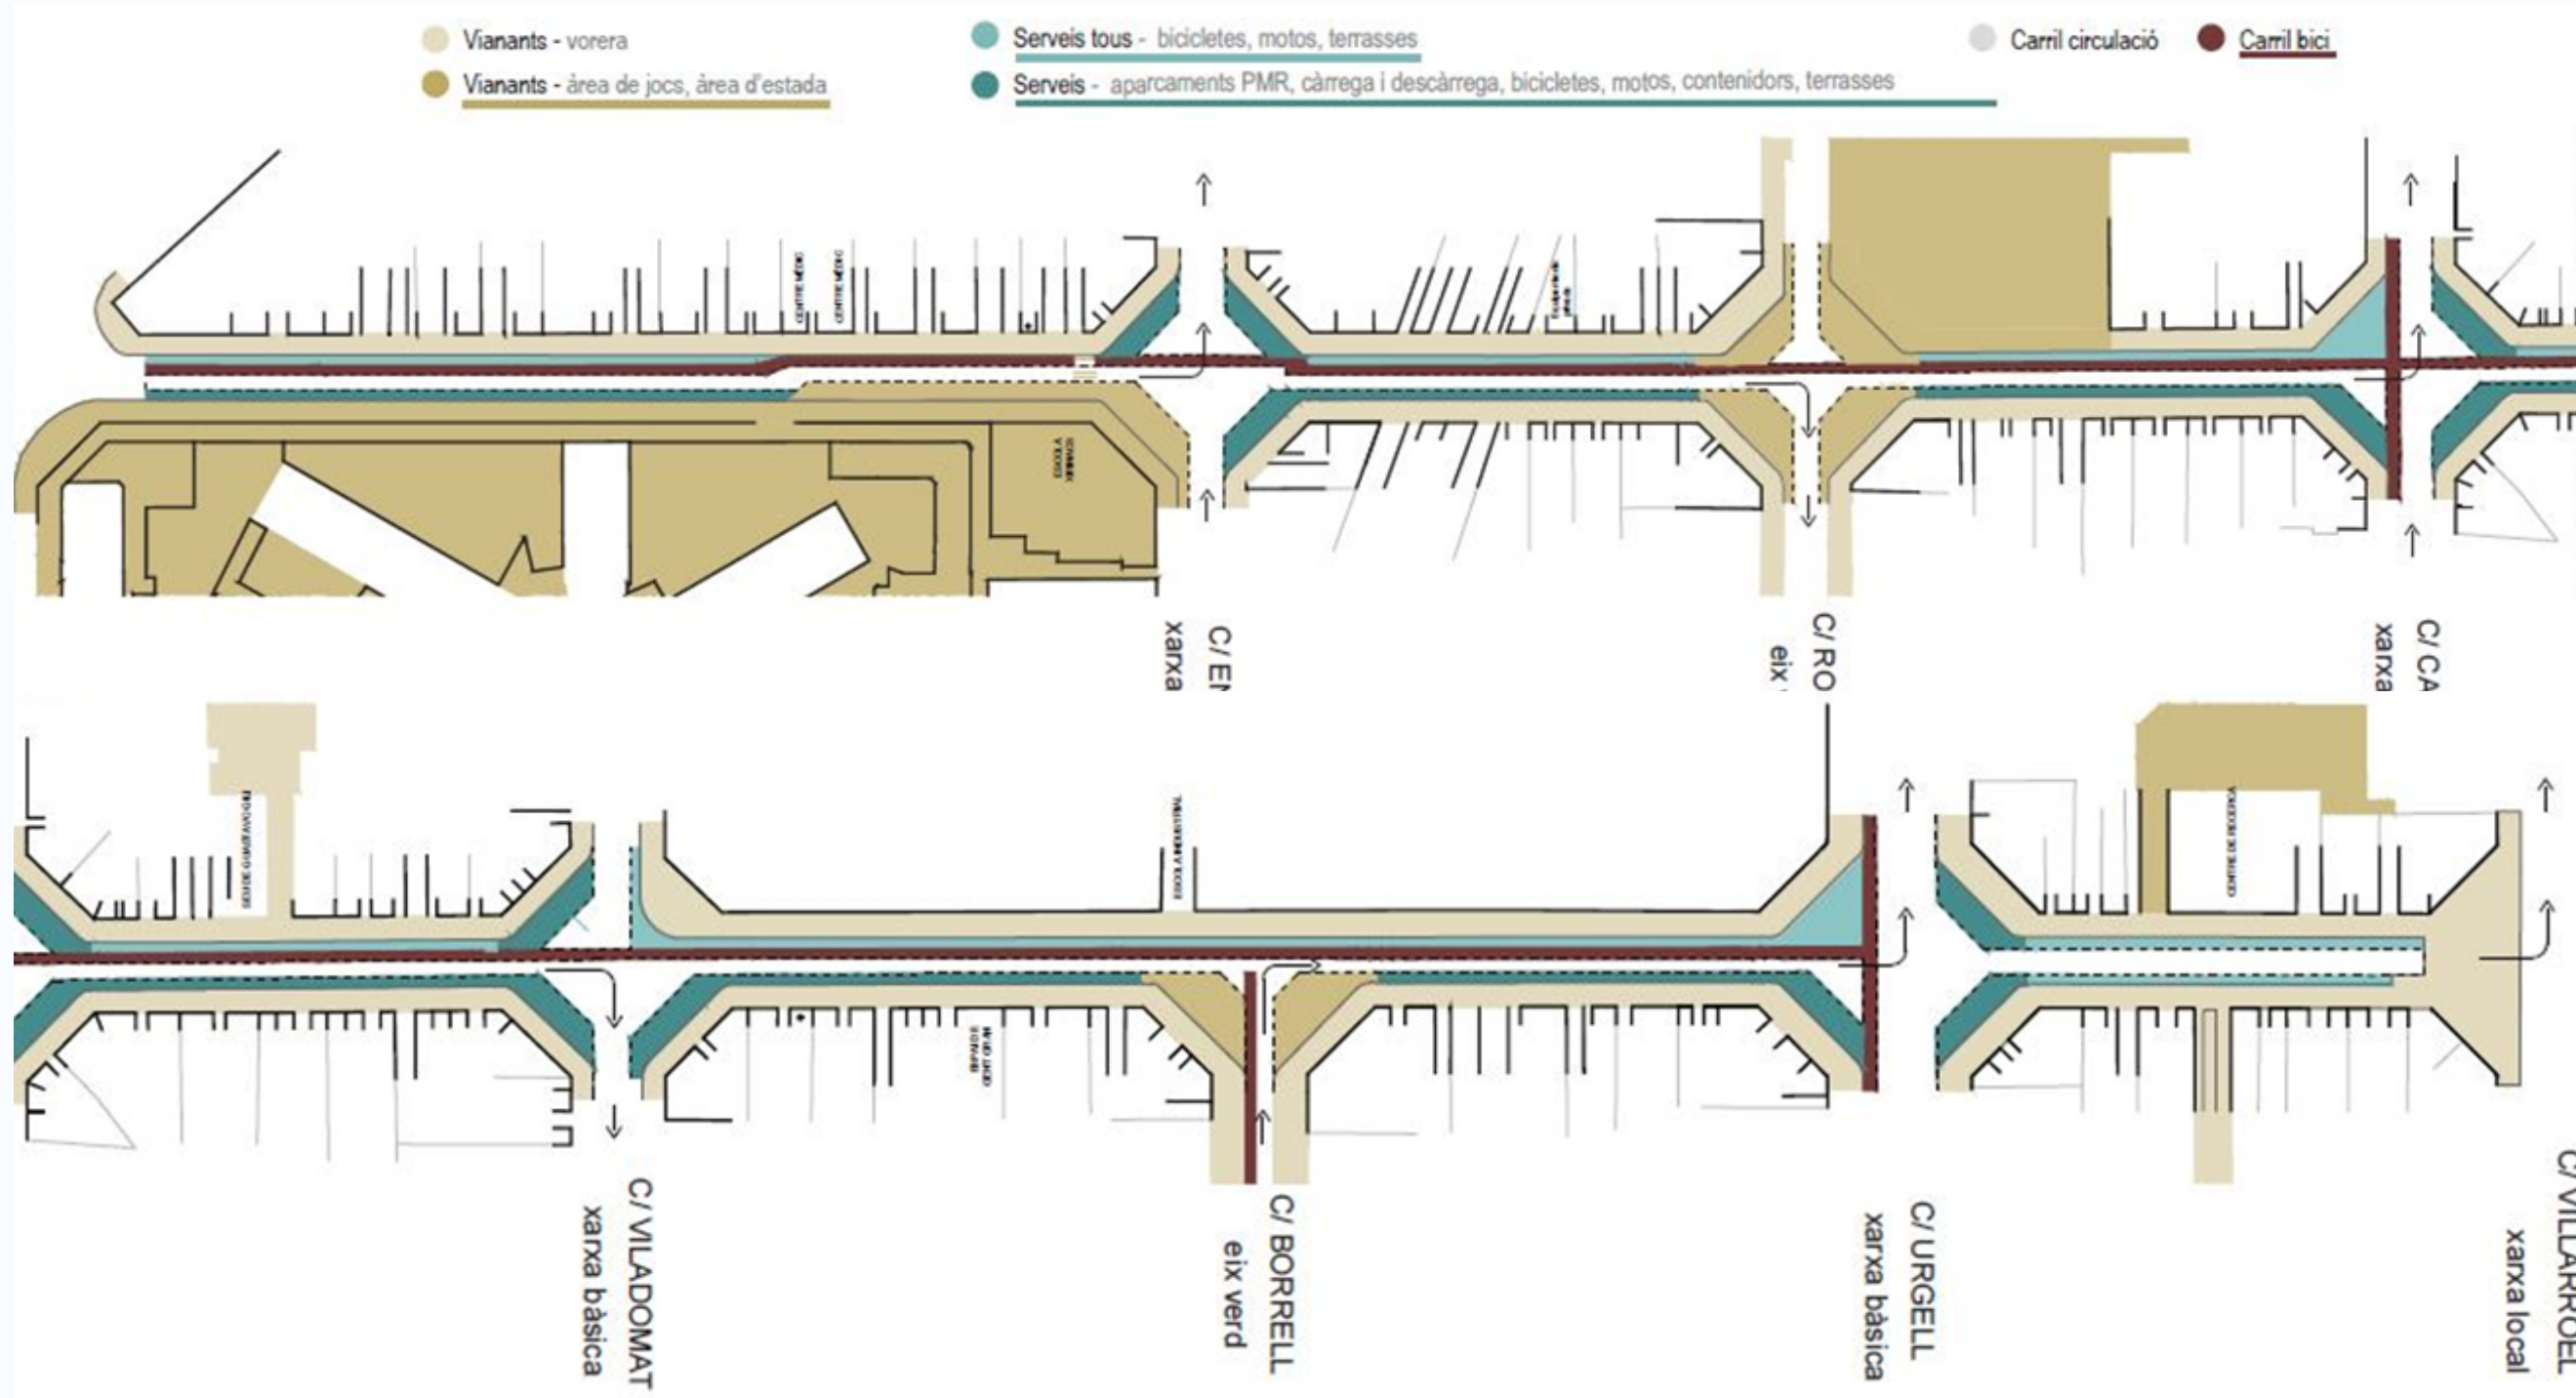 Vianants - vorera
Vianants - àrea de jocs, àrea d'estada
Serveis tous - bicicletes, motos, terrasses
Serveis - aparcaments PMR, càrrega i descàrrega, bicicletes, motos, contenidors, terrasses
Carril circulació
Carril bici
C/ EN
xarxa
C/ RO
eix
C/ CA
xarxa
C/ VILADOMAT
xarxa bàsica
C/ BORRELL
eix verd
C/ URGELL
xarxa bàsica
C/ VILLARROEL
xarxa local